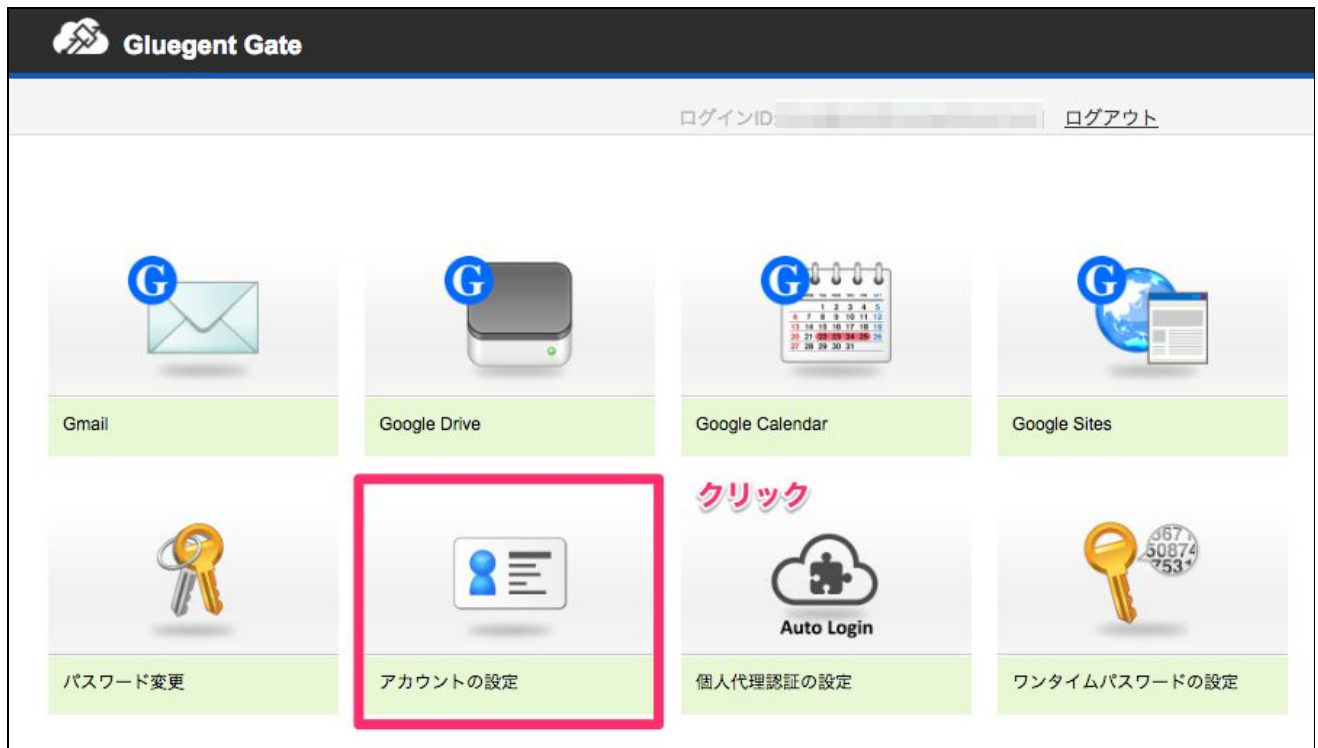 Gluegent Gate
ログインID: ログアウト
Gmail Google Drive Google Calendar Google Sites
クリック
Auto Login
パスワード変更 アカウントの設定 個人代理認証の設定 ワンタイムパスワードの設定